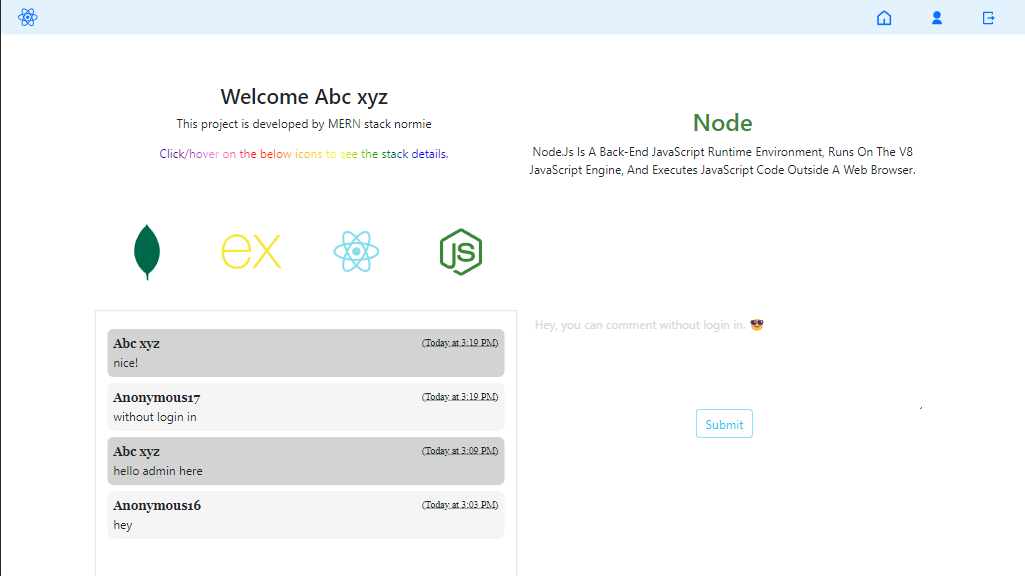 Welcome Abc xyz
This project is developed by MERN stack normie
Click/hover on the below icons to see the stack details.
ex
JS
Node
Node.Js Is A Back-End JavaScript Runtime Environment, Runs On The V8
JavaScript Engine, And Executes JavaScript Code Outside A Web Browser.
Abc xyz
(Today at 3:19 PM)
nice!
Anonymous17
(Today at 3:19 PM)
without login in
Abc xyz
(Today at 3:09 PM)
hello admin here
Anonymous16
(Today at 3:03 PM)
hey
Hey, you can comment without login in. 😎
Submit